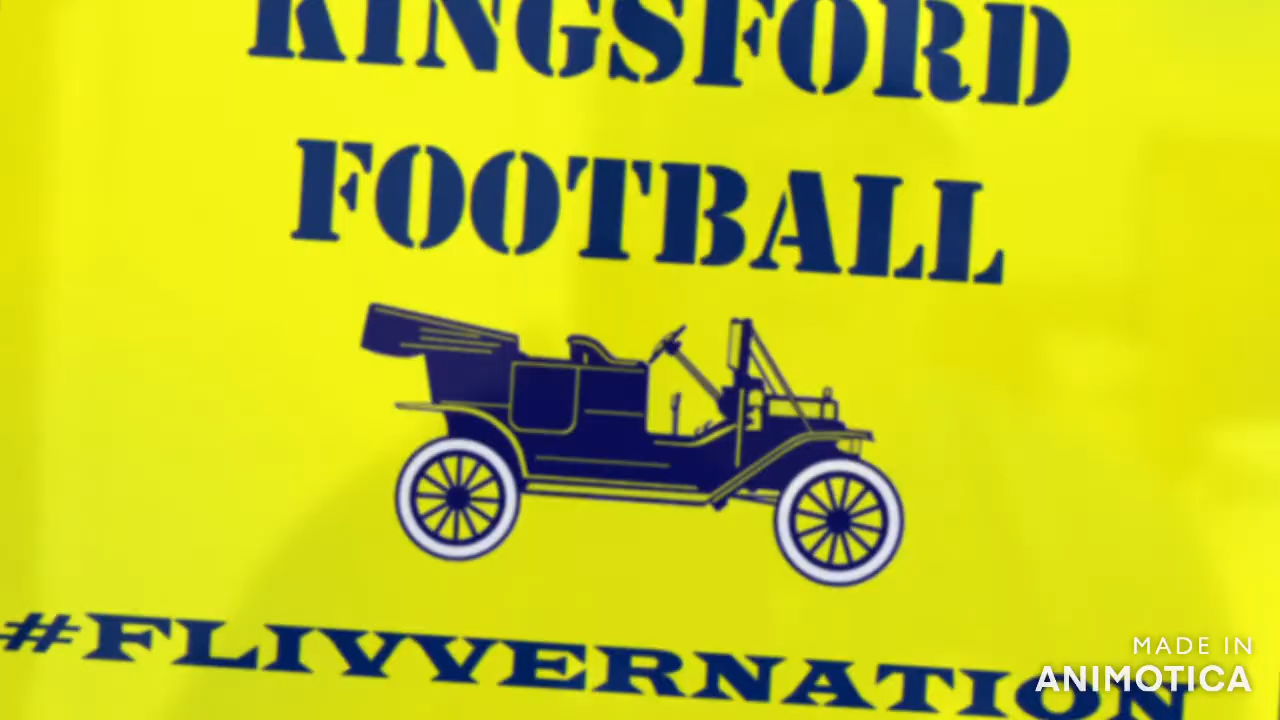 KINGSFORD
FOOTBALL
#FLIVVERNATION
MADE IN
ANIMOTICA